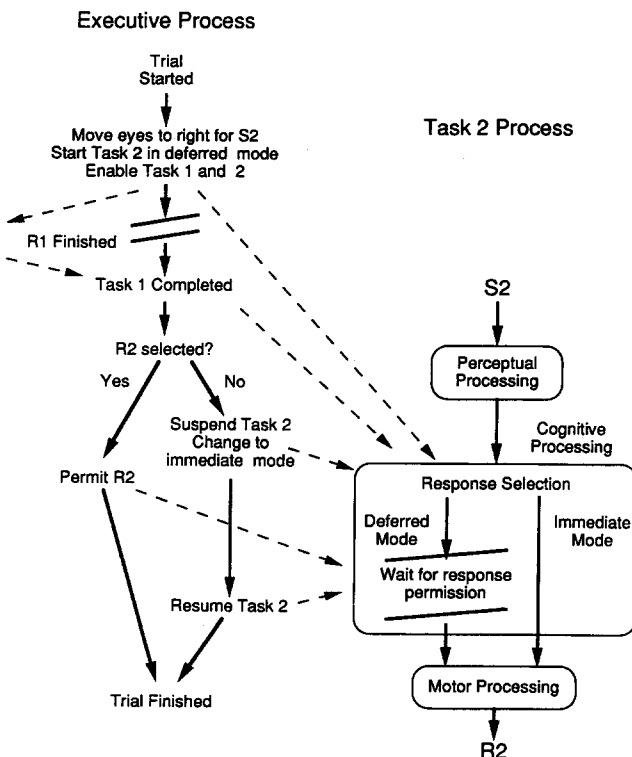 Executive Process
Trial
Started
Move eyes to right for S2
Start Task 2 in deferred mode
Enable Task 1 and 2
R1 Finished
Task 1 Completed
R2 selected?
Yes
No
Suspend Task 2
Change to
immediate mode
Permit R2
Resume Task 2
Trial Finished
Task 2 Process
S2
Perceptual
Processing
Cognitive
Processing
Response Selection
Deferred
Mode
Immediate
Mode
Wait for response
permission
Motor Processing
R2